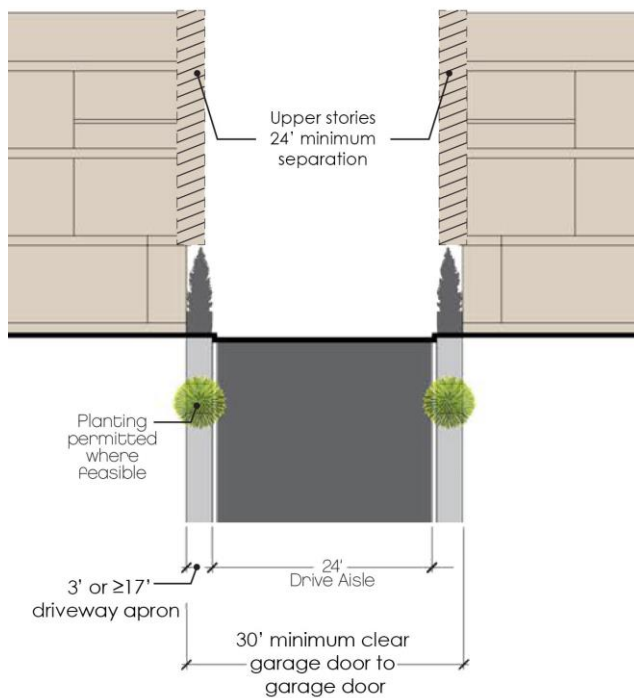 Upper stories
24’ minimum
separation
Planting
permitted
where
feasible
24'
Drive Aisle
3’ or ≥17’
driveway apron
30’ minimum clear
garage door to
garage door